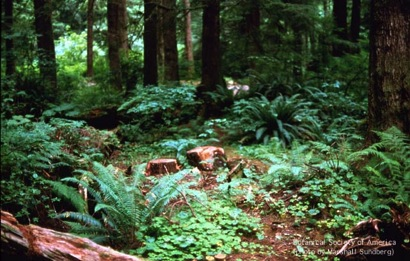 Botanical Society of America
(Photo by Marshall Sundberg)